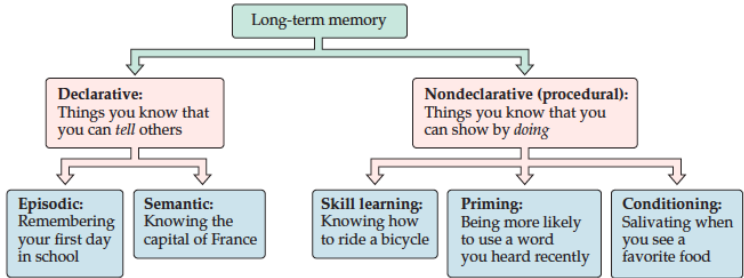 Long-term memory
Declarative:
Things you know that
you can tell others
Nondeclarative (procedural):
Things you know that you
can show by doing
Episodic:
Remembering
your first day
in school
Semantic:
Knowing the
capital of France
Skill learning:
Knowing how
to ride a bicycle
Priming:
Being more likely
to use a word
you heard recently
Conditioning:
Salivating when
you see a
favorite food